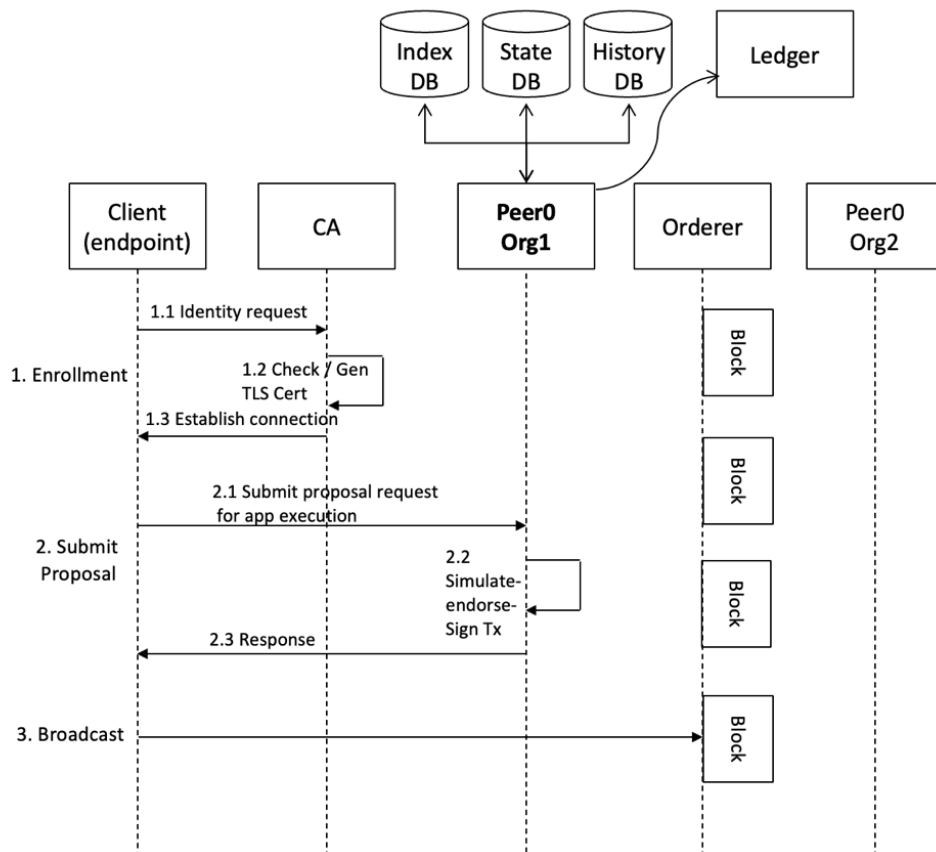 Index
DB
State
DB
History
DB
Ledger
Client
(endpoint)
CA
Peer0
Org1
Orderer
Peer0
Org2
1.1 Identity request
Block
1. Enrollment
1.2 Check / Gen
TLS Cert
1.3 Establish connection
Block
2.1 Submit proposal request
for app execution
2. Submit
Proposal
2.2
Simulate-
endorse-
Sign Tx
Block
2.3 Response
3. Broadcast
Block